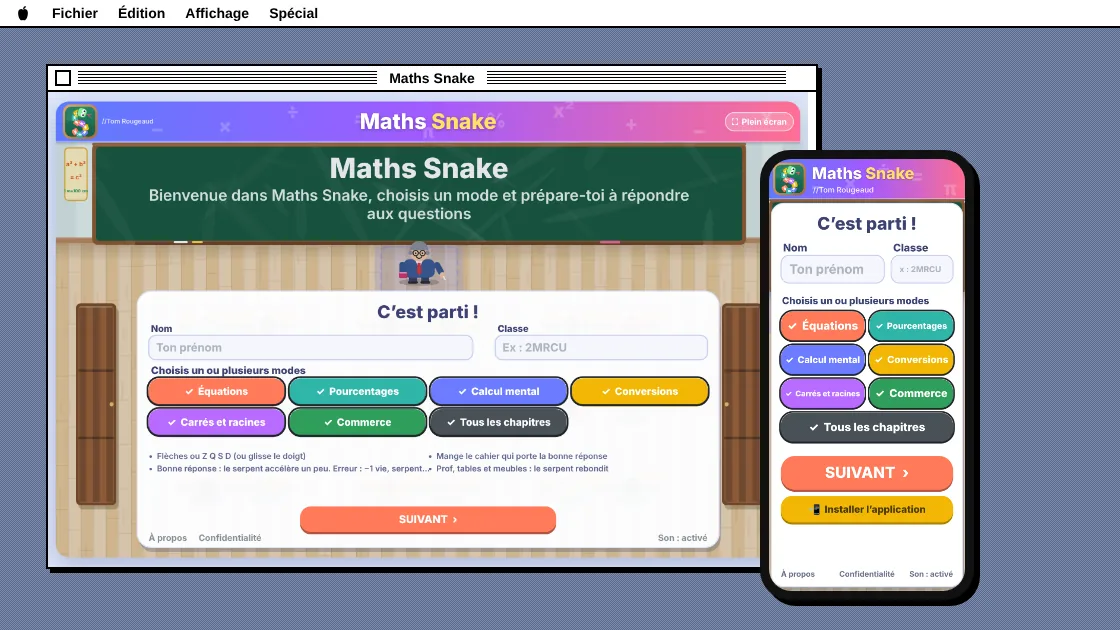 Fichier Édition Affichage Spécial
Maths Snake
//Tom Rougeaud
Maths Snake
Plein écran
Maths Snake
Bienvenue dans Maths Snake, choisis un mode et prépare-toi à répondre
aux questions
C'est parti !
Nom
Classe
Ton prénom
Ex : 2MRCU
Choisis un ou plusieurs modes
✓ Équations
✓ Pourcentages
✓ Calcul mental
✓ Conversions
✓ Carrés et racines
✓ Commerce
✓ Tous les chapitres
• Flèches ou Z Q S D (ou glisse le doigt)
• Mange le cahier qui porte la bonne réponse
• Bonne réponse : le serpent accélère un peu. Erreur : −1 vie, serpent...
• Prof, tables et meubles : le serpent rebondit
SUIVANT ›
À propos
Confidentialité
Son : activé
Maths Snake
//Tom Rougeaud
C'est parti !
Nom
Classe
Ton prénom
x : 2MRCU
Choisis un ou plusieurs modes
✓ Équations
✓ Pourcentages
✓ Calcul mental
✓ Conversions
✓ Carrés et racines
✓ Commerce
✓ Tous les chapitres
SUIVANT ›
Installer l'application
À propos
Confidentialité
Son : activé